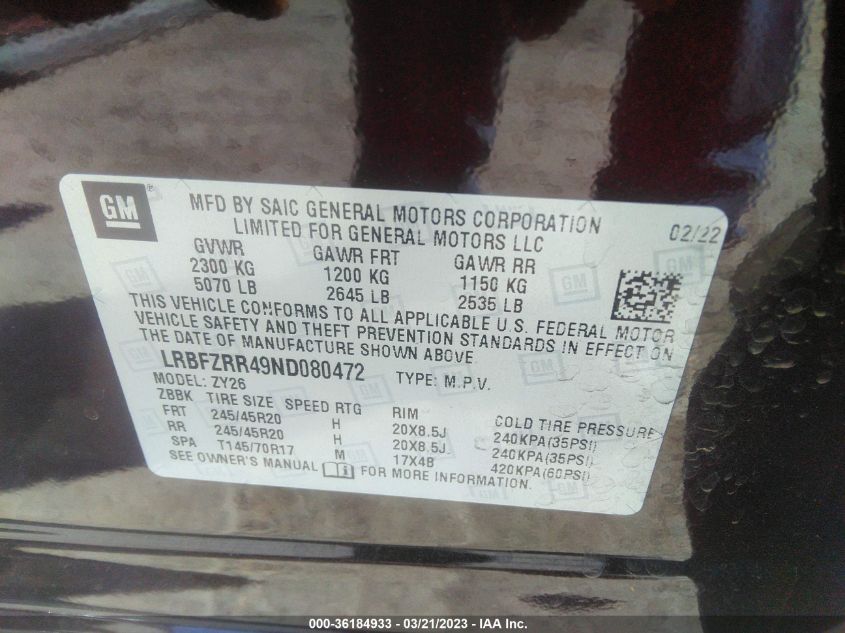 GM ®
MFD BY SAIC GENERAL MOTORS CORPORATION
LIMITED FOR GENERAL MOTORS LLC
02/22
GVWR GAWR FRT GAWR RR
2300 KG 1200 KG 1150 KG
5070 LB 2645 LB 2535 LB
THIS VEHICLE CONFORMS TO ALL APPLICABLE U.S. FEDERAL MOTOR
VEHICLE SAFETY AND THEFT PREVENTION STANDARDS IN EFFECT ON
THE DATE OF MANUFACTURE SHOWN ABOVE.
LRBFZRR49ND080472 TYPE: M.P.V.
MODEL: ZY26
ZBBK TIRE SIZE SPEED RTG RIM COLD TIRE PRESSURE
FRT 245/45R20 H 20X8.5J 240KPA(35PSI)
RR 245/45R20 H 20X8.5J 240KPA(35PSI)
SPA T145/70R17 M 17X4B 420KPA(60PSI)
SEE OWNER'S MANUAL i FOR MORE INFORMATION.
000-36184933 - 03/21/2023 - IAA Inc.